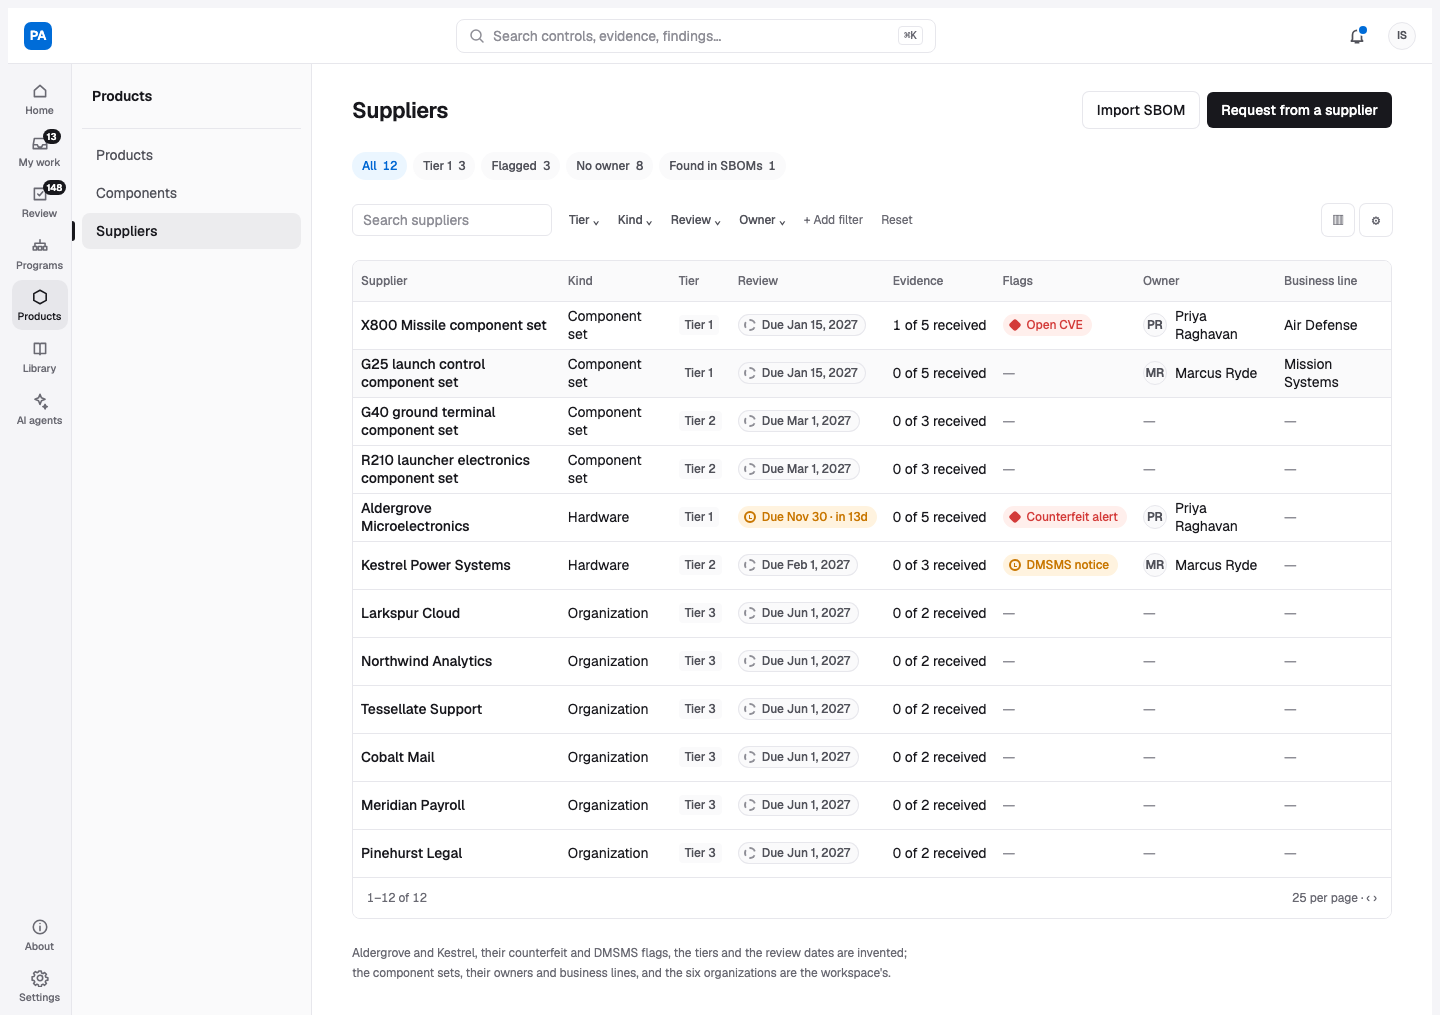 PA
Search controls, evidence, findings...
⌘K
IS
Home
13
My work
148
Review
Programs
Products
Library
AI agents
About
Settings
Products
Products
Components
Suppliers
Suppliers
Import SBOM
Request from a supplier
All 12
Tier 1 3
Flagged 3
No owner 8
Found in SBOMs 1
Search suppliers
Tier
Kind
Review
Owner
+ Add filter
Reset
Supplier Kind Tier Review Evidence Flags Owner Business line
X800 Missile component set Component set Tier 1 Due Jan 15, 2027 1 of 5 received Open CVE PR Priya Raghavan Air Defense
G25 launch control component set Component set Tier 1 Due Jan 15, 2027 0 of 5 received — MR Marcus Ryde Mission Systems
G40 ground terminal component set Component set Tier 2 Due Mar 1, 2027 0 of 3 received — — —
R210 launcher electronics component set Component set Tier 2 Due Mar 1, 2027 0 of 3 received — — —
Aldergrove Microelectronics Hardware Tier 1 Due Nov 30 · in 13d 0 of 5 received Counterfeit alert PR Priya Raghavan —
Kestrel Power Systems Hardware Tier 2 Due Feb 1, 2027 0 of 3 received DMSMS notice MR Marcus Ryde —
Larkspur Cloud Organization Tier 3 Due Jun 1, 2027 0 of 2 received — — —
Northwind Analytics Organization Tier 3 Due Jun 1, 2027 0 of 2 received — — —
Tessellate Support Organization Tier 3 Due Jun 1, 2027 0 of 2 received — — —
Cobalt Mail Organization Tier 3 Due Jun 1, 2027 0 of 2 received — — —
Meridian Payroll Organization Tier 3 Due Jun 1, 2027 0 of 2 received — — —
Pinehurst Legal Organization Tier 3 Due Jun 1, 2027 0 of 2 received — — —
1–12 of 12
25 per page · ‹ ›
Aldergrove and Kestrel, their counterfeit and DMSMS flags, the tiers and the review dates are invented;
the component sets, their owners and business lines, and the six organizations are the workspace's.